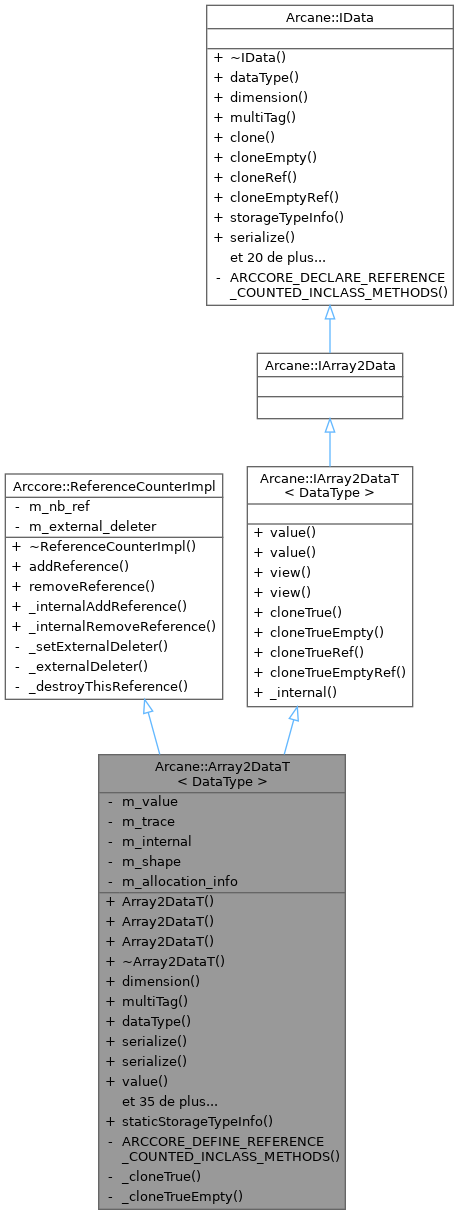 Arcane::IData
+ ~IData()
+ dataType()
+ dimension()
+ multiTag()
+ clone()
+ cloneEmpty()
+ cloneRef()
+ cloneEmptyRef()
+ storageTypeInfo()
+ serialize()
et 20 de plus...
- ARCCORE_DECLARE_REFERENCE
_COUNTED_INCLASS_METHODS()
Arcane::IArray2Data
Arccore::ReferenceCounterImpl
- m_nb_ref
- m_external_deleter
+ ~ReferenceCounterImpl()
+ addReference()
+ removeReference()
+ _internalAddReference()
+ _internalRemoveReference()
- _setExternalDeleter()
- _externalDeleter()
- _destroyThisReference()
Arcane::IArray2DataT
< DataType >
+ value()
+ value()
+ view()
+ view()
+ cloneTrue()
+ cloneTrueEmpty()
+ cloneTrueRef()
+ cloneTrueEmptyRef()
+ _internal()
Arcane::Array2DataT
< DataType >
- m_value
- m_trace
- m_internal
- m_shape
- m_allocation_info
+ Array2DataT()
+ Array2DataT()
+ Array2DataT()
+ ~Array2DataT()
+ dimension()
+ multiTag()
+ dataType()
+ serialize()
+ serialize()
+ value()
et 35 de plus...
+ staticStorageTypeInfo()
- ARCCORE_DEFINE_REFERENCE
_COUNTED_INCLASS_METHODS()
- _cloneTrue()
- _cloneTrueEmpty()